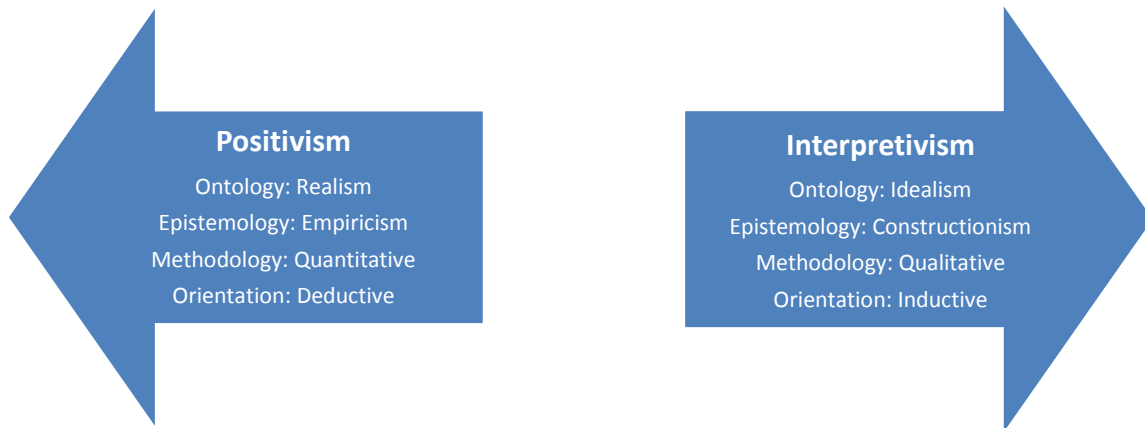 Positivism
Ontology: Realism
Epistemology: Empiricism
Methodology: Quantitative
Orientation: Deductive
Interpretivism
Ontology: Idealism
Epistemology: Constructionism
Methodology: Qualitative
Orientation: Inductive